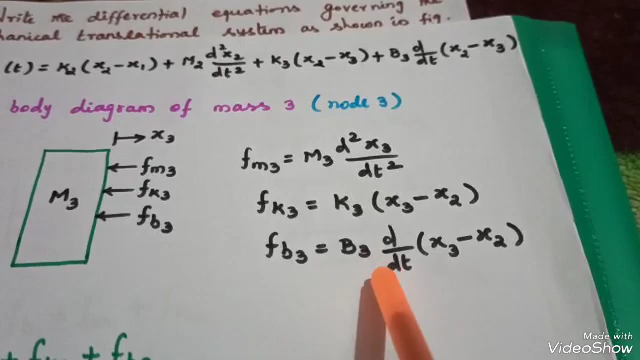 write the differential equations governing the
mechanical translational system as shown in fig.
(t) = K₂(x₂-x₁) + M₂ d²x₂/dt² + K₃(x₂-x₃) + B₃ d/dt (x₂-x₃)
body diagram of mass 3 (node 3)
x₃
M₃
fm₃
fk₃
fb₃
fm₃ = M₃ d²x₃/dt²
fk₃ = K₃ (x₃-x₂)
fb₃ = B₃ d/dt (x₃-x₂)
Made with
VideoShow